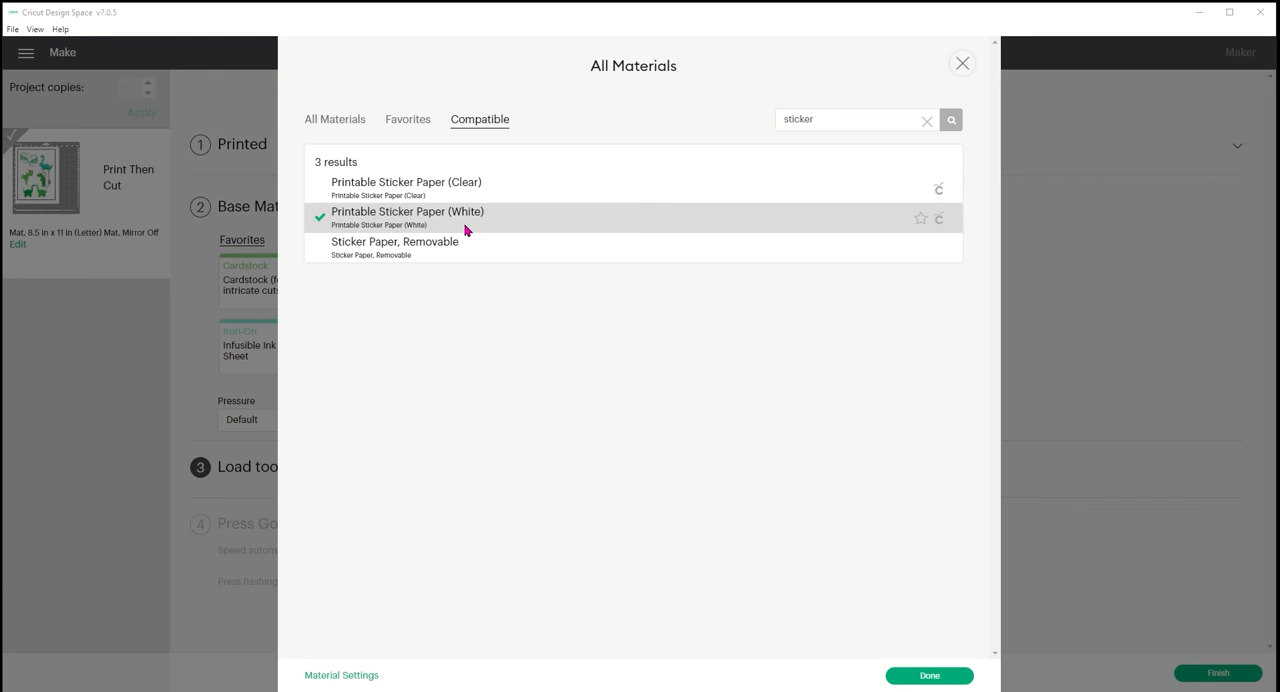 Cricut Design Space v7.0.5
File View Help
Make
Maker
Project copies:
1
Apply
Print Then
Cut
Mat, 8.5 in x 11 in (Letter) Mat, Mirror Off
Edit
1 Printed
2 Base Mat
Favorites
Cardstock
Cardstock (f
intricate cuts
Iron-On
Infusible Ink
Sheet
Pressure
Default
3 Load too
4 Press Go
Speed autom
Press flashing
All Materials
All Materials Favorites Compatible
sticker
3 results
Printable Sticker Paper (Clear)
Printable Sticker Paper (Clear)
Printable Sticker Paper (White)
Printable Sticker Paper (White)
Sticker Paper, Removable
Sticker Paper, Removable
Material Settings
Done
Finish